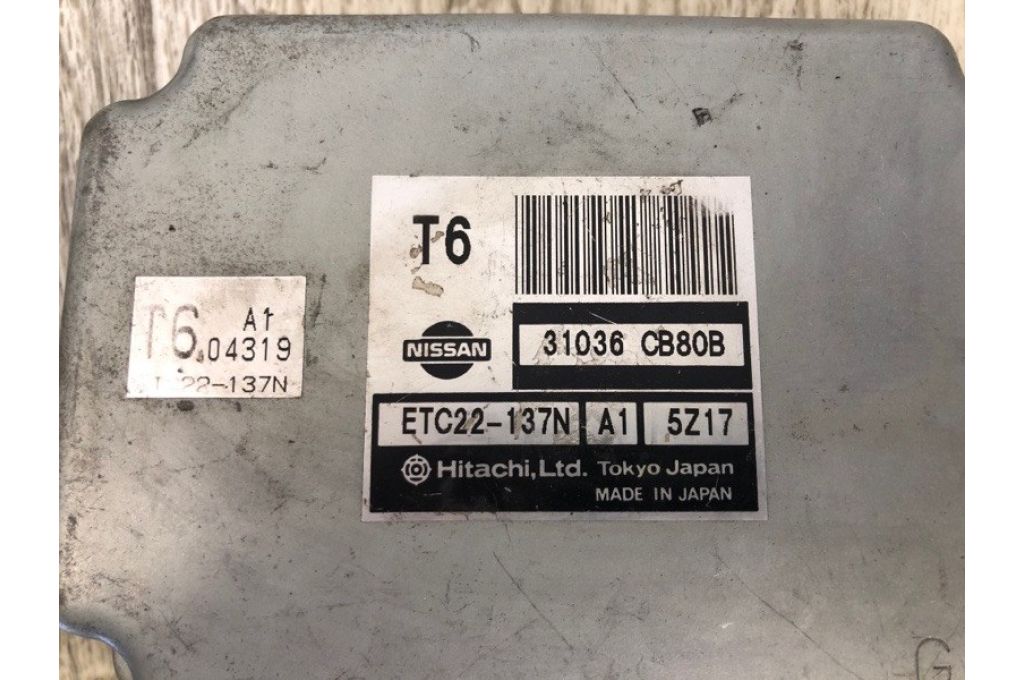 T6
NISSAN
31036 CB80B
ETC22-137N A1 5Z17
Hitachi, Ltd. Tokyo Japan
MADE IN JAPAN
T6 A1
04319
22-137N
G